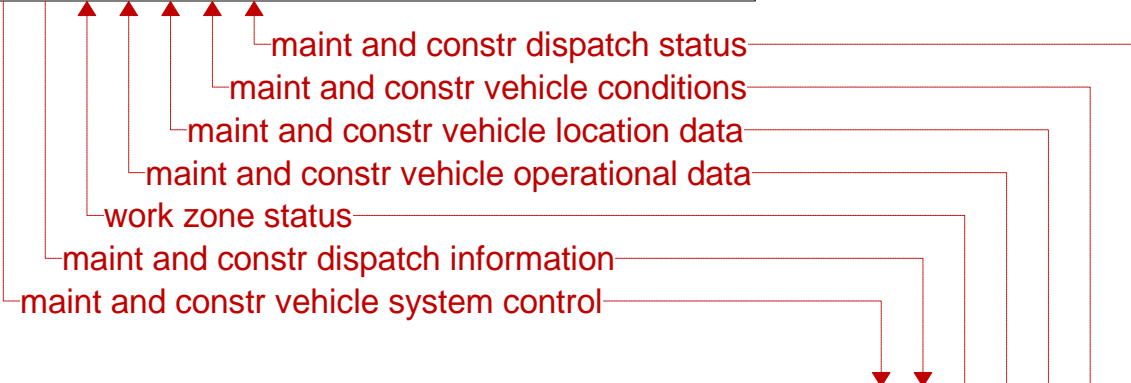 maint and constr dispatch status
maint and constr vehicle conditions
maint and constr vehicle location data
maint and constr vehicle operational data
work zone status
maint and constr dispatch information
maint and constr vehicle system control